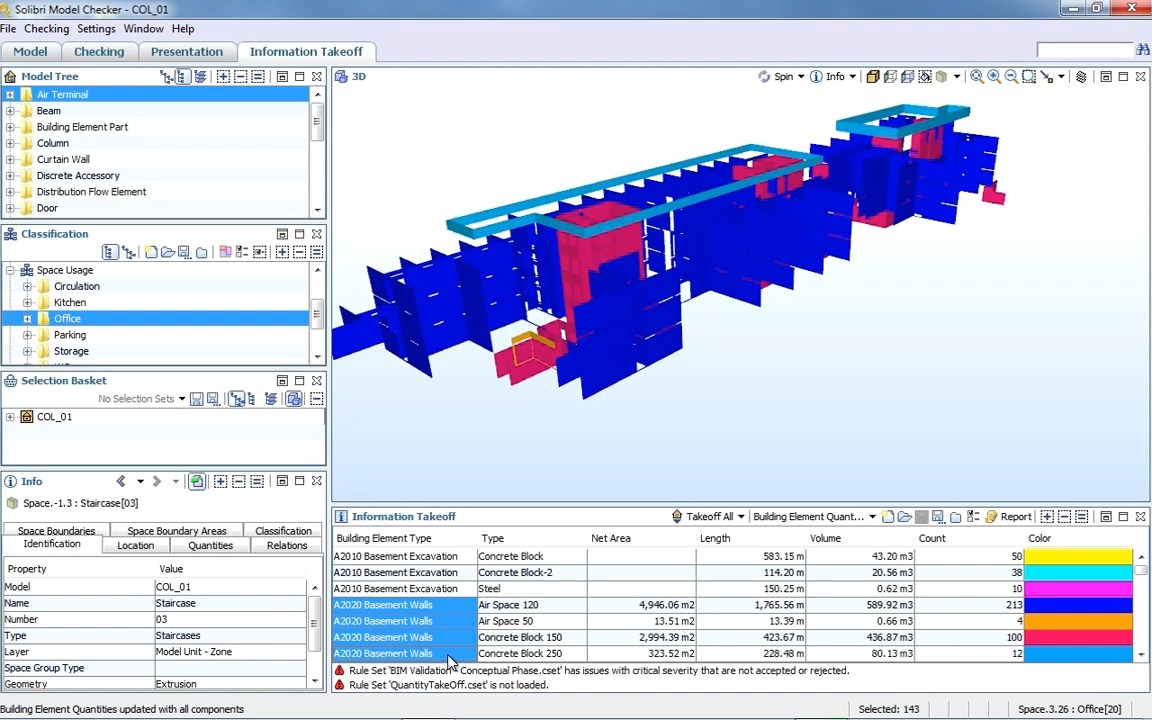 Solibri Model Checker - COL_01
File Checking Settings Window Help
Model Checking Presentation Information Takeoff
Model Tree
Air Terminal
Beam
Building Element Part
Column
Curtain Wall
Discrete Accessory
Distribution Flow Element
Door
Classification
Space Usage
Circulation
Kitchen
Office
Parking
Storage
Selection Basket
No Selection Sets
COL_01
Info
Space.-1.3 : Staircase[03]
Space Boundaries Space Boundary Areas Classification
Identification Location Quantities Relations
Property Value
Model COL_01
Name Staircase
Number 03
Type Staircases
Layer Model Unit - Zone
Space Group Type
Geometry Extrusion
3D Spin Info
Information Takeoff Takeoff All Building Element Quant... Report
Building Element Type Type Net Area Length Volume Count Color
A2010 Basement Excavation Concrete Block 583.15 m 43.20 m3 50
A2010 Basement Excavation Concrete Block-2 114.20 m 20.56 m3 38
A2010 Basement Excavation Steel 150.25 m 0.62 m3 10
A2020 Basement Walls Air Space 120 4,946.06 m2 1,765.56 m 589.92 m3 213
A2020 Basement Walls Air Space 50 13.51 m2 13.39 m 0.66 m3 4
A2020 Basement Walls Concrete Block 150 2,994.39 m2 423.67 m 436.87 m3 100
A2020 Basement Walls Concrete Block 250 323.52 m2 228.48 m 80.13 m3 12
Rule Set 'BIM Validation - Conceptual Phase.cset' has issues with critical severity that are not accepted or rejected.
Rule Set 'QuantityTakeOff.cset' is not loaded.
Building Element Quantities updated with all components Selected: 143 Space.3.26 : Office[20]